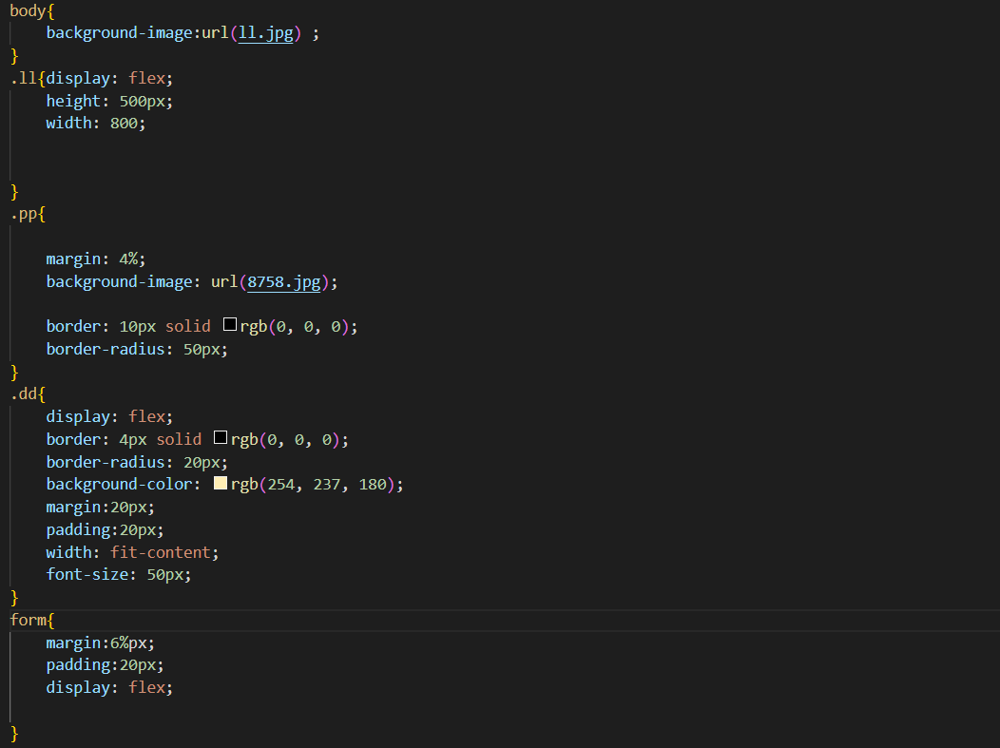 body{
    background-image:url(ll.jpg) ;
}
.ll{display: flex;
    height: 500px;
    width: 800;
}
.pp{
    margin: 4%;
    background-image: url(8758.jpg);
    border: 10px solid rgb(0, 0, 0);
    border-radius: 50px;
}
.dd{
    display: flex;
    border: 4px solid rgb(0, 0, 0);
    border-radius: 20px;
    background-color: rgb(254, 237, 180);
    margin:20px;
    padding:20px;
    width: fit-content;
    font-size: 50px;
}
form{
    margin:6%px;
    padding:20px;
    display: flex;
}